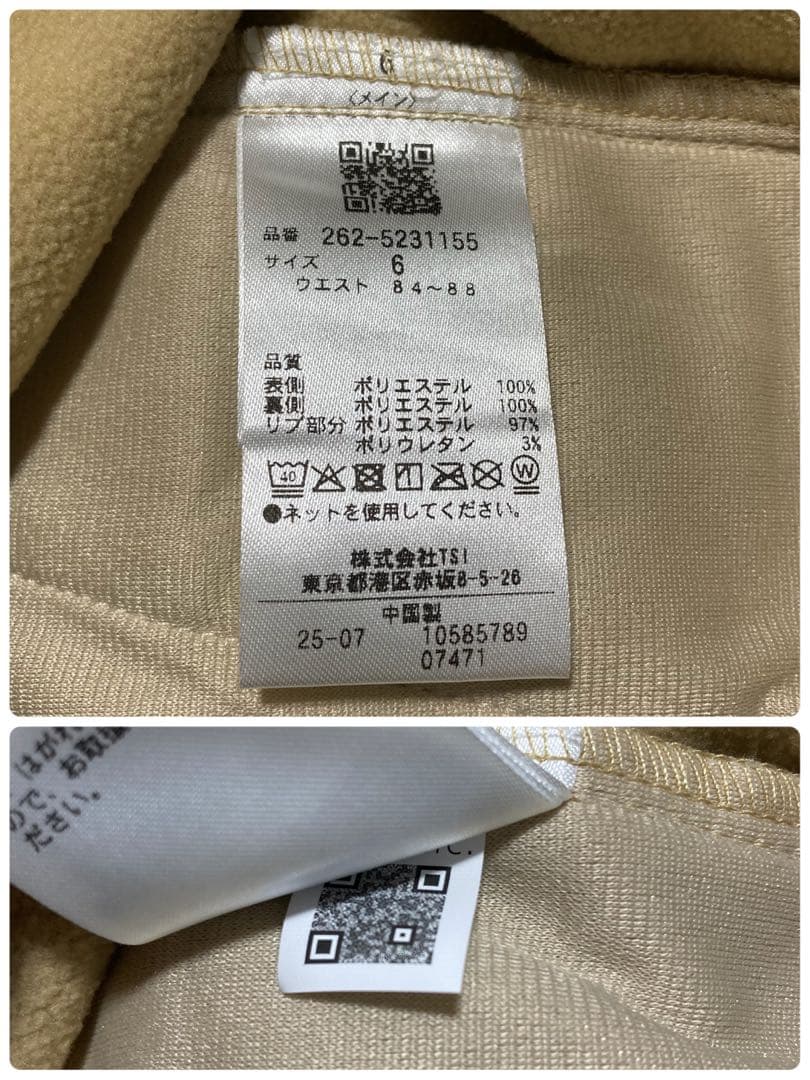 6
〈メイン〉
品番 262-5231155
サイズ 6
ウエスト 84〜88
品質
表側 ポリエステル 100%
裏側 ポリエステル 100%
リブ部分 ポリエステル 97%
ポリウレタン 3%
40 W
●ネットを使用してください。
株式会社TSI
東京都港区赤坂8-5-26
中国製
25-07 10585789
07471
はがれ
ので、お取扱
ださい。